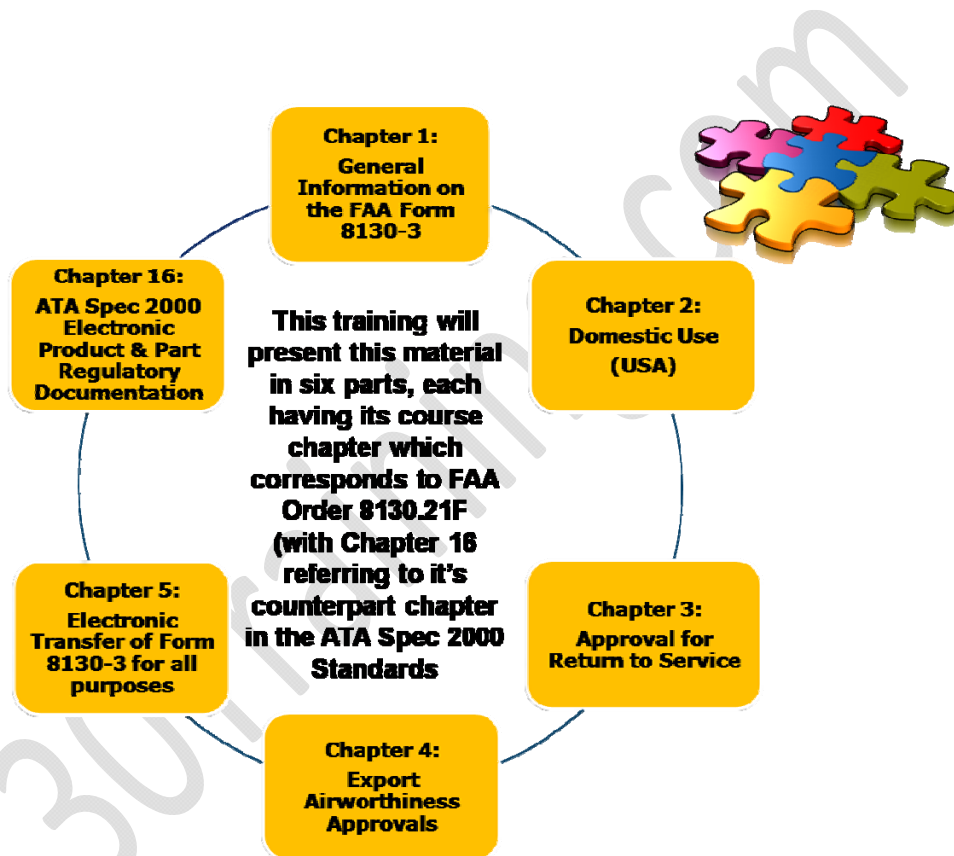 Chapter 1:
General
Information on
the FAA Form
8130-3
Chapter 2:
Domestic Use
(USA)
Chapter 3:
Approval for
Return to Service
Chapter 4:
Export
Airworthiness
Approvals
Chapter 5:
Electronic
Transfer of Form
8130-3 for all
purposes
Chapter 16:
ATA Spec 2000
Electronic
Product & Part
Regulatory
Documentation
This training will
present this material
in six parts, each
having its course
chapter which
corresponds to FAA
Order 8130.21F
(with Chapter 16
referring to it's
counterpart chapter
in the ATA Spec 2000
Standards